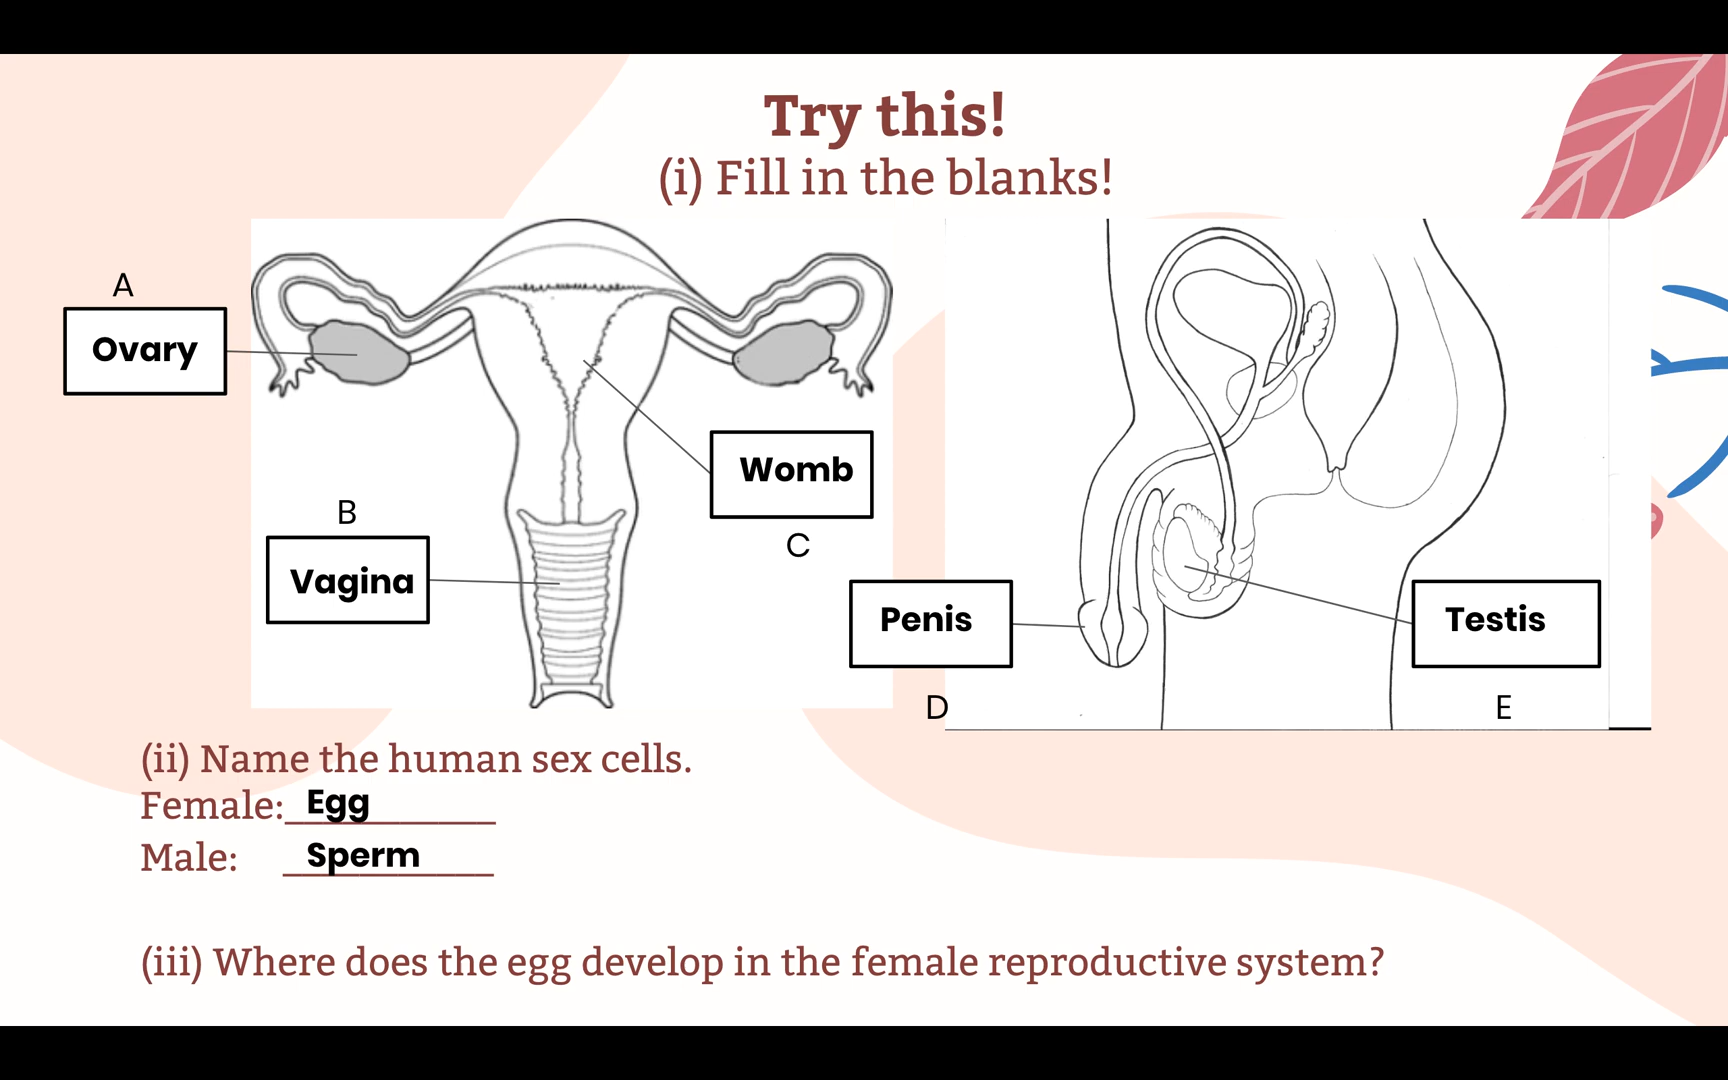 Try this!
(i) Fill in the blanks!
A
Ovary
B
Vagina
Womb
C
Penis
D
Testis
E
(ii) Name the human sex cells.
Female: Egg
Male: Sperm
(iii) Where does the egg develop in the female reproductive system?